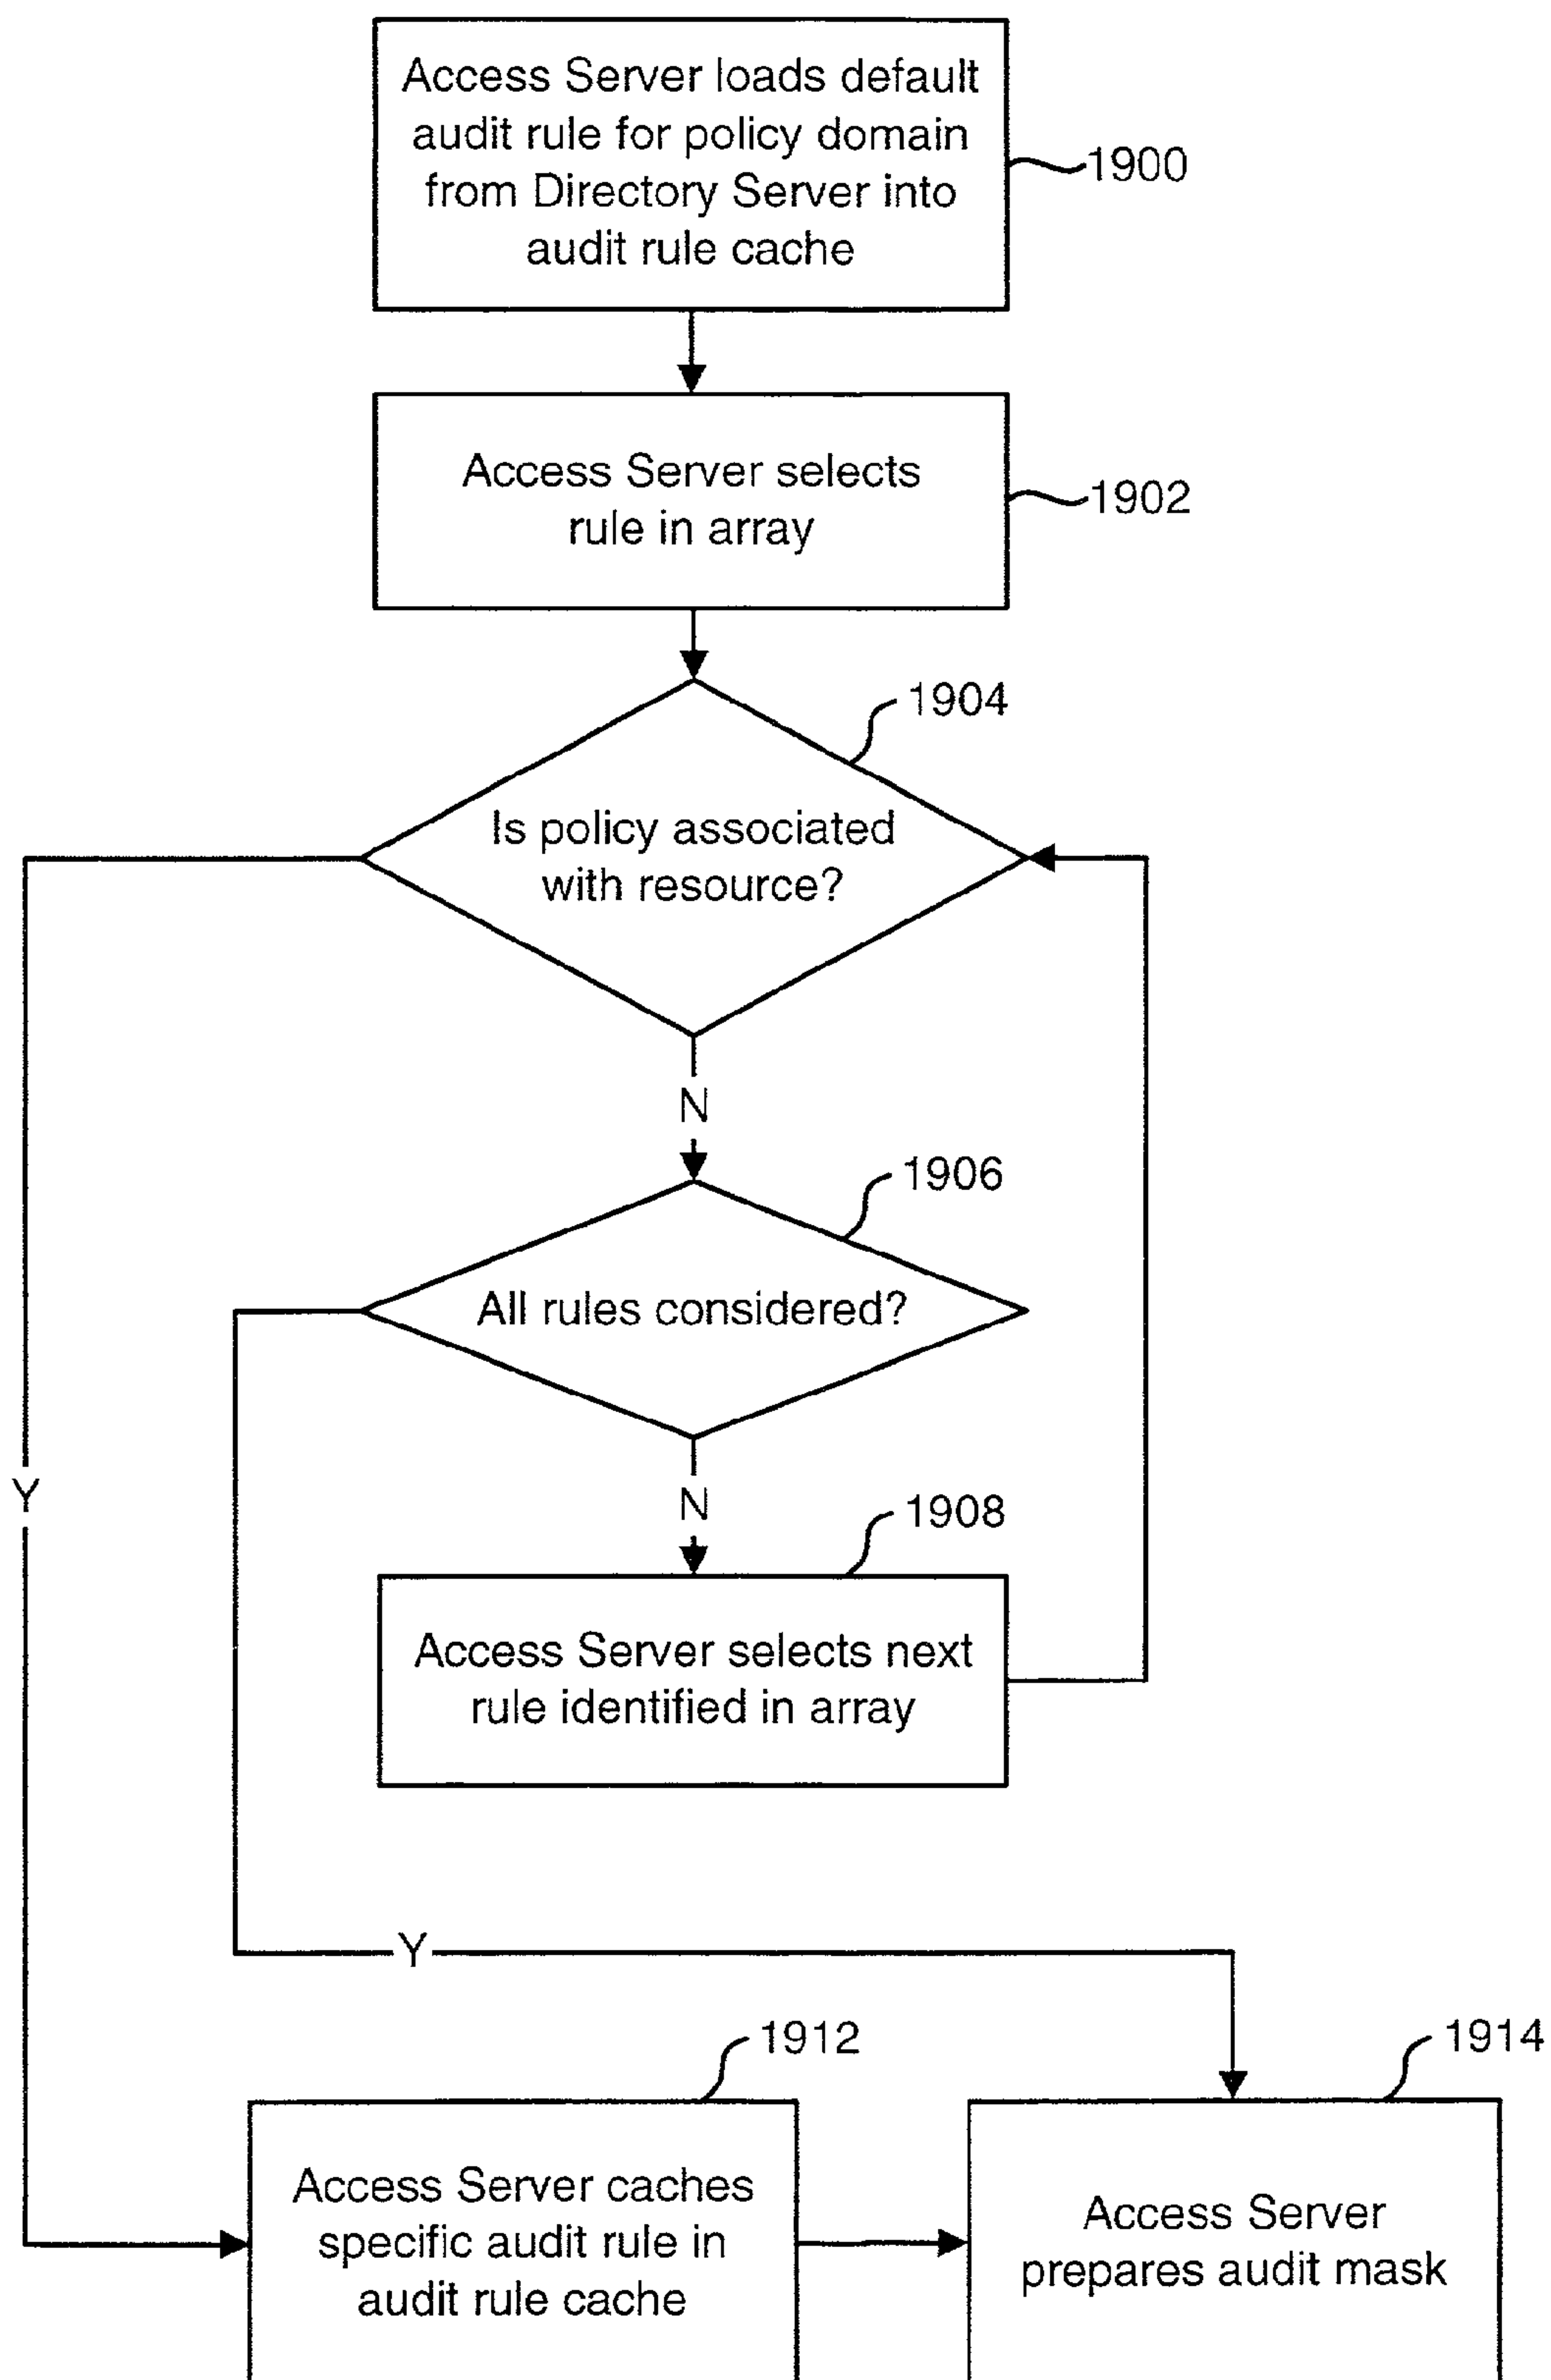 Access Server loads default
audit rule for policy domain
from Directory Server into
audit rule cache
1900
Access Server selects
rule in array
1902
1904
Is policy associated
with resource?
N
1906
All rules considered?
N
Y
1908
Access Server selects next
rule identified in array
Y
1912
1914
Access Server caches
specific audit rule in
audit rule cache
Access Server
prepares audit mask